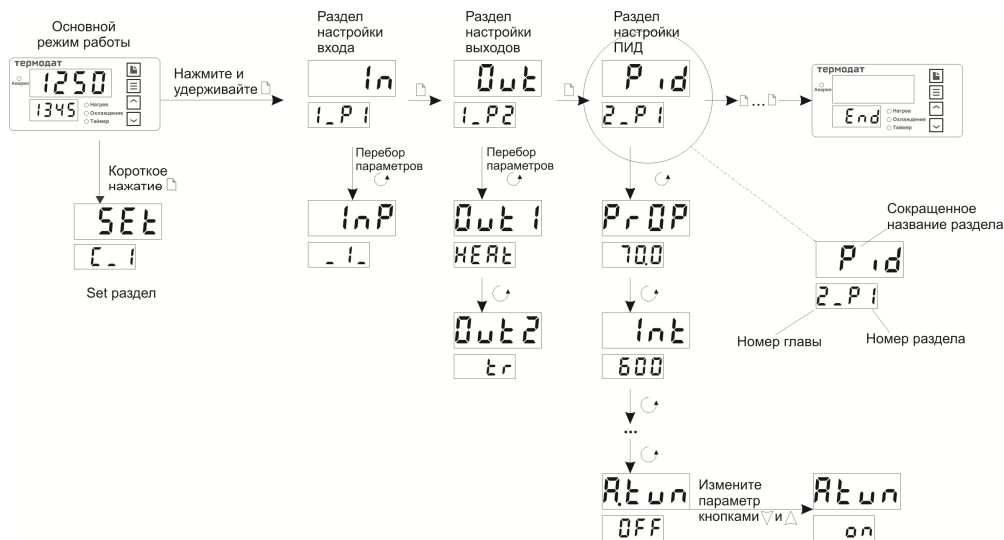 Основной
режим работы
термодат
Авария
1250
1345
Нагрев
Охлаждение
Таймер
Нажмите и
удерживайте
Короткое
нажатие
SEt
C_1
Set раздел
Раздел
настройки
входа
In
1_P1
Перебор
параметров
InP
_1_
Раздел
настройки
выходов
Out
1_P2
Перебор
параметров
Out1
HEAt
Out2
tr
Раздел
настройки
ПИД
Pid
2_P1
PrOP
70.0
Int
600
...
A.tun
OFF
Измените
параметр
кнопками и
Atun
on
...
термодат
Авария
End
Нагрев
Охлаждение
Таймер
Сокращенное
название раздела
Pid
2_P1
Номер главы
Номер раздела